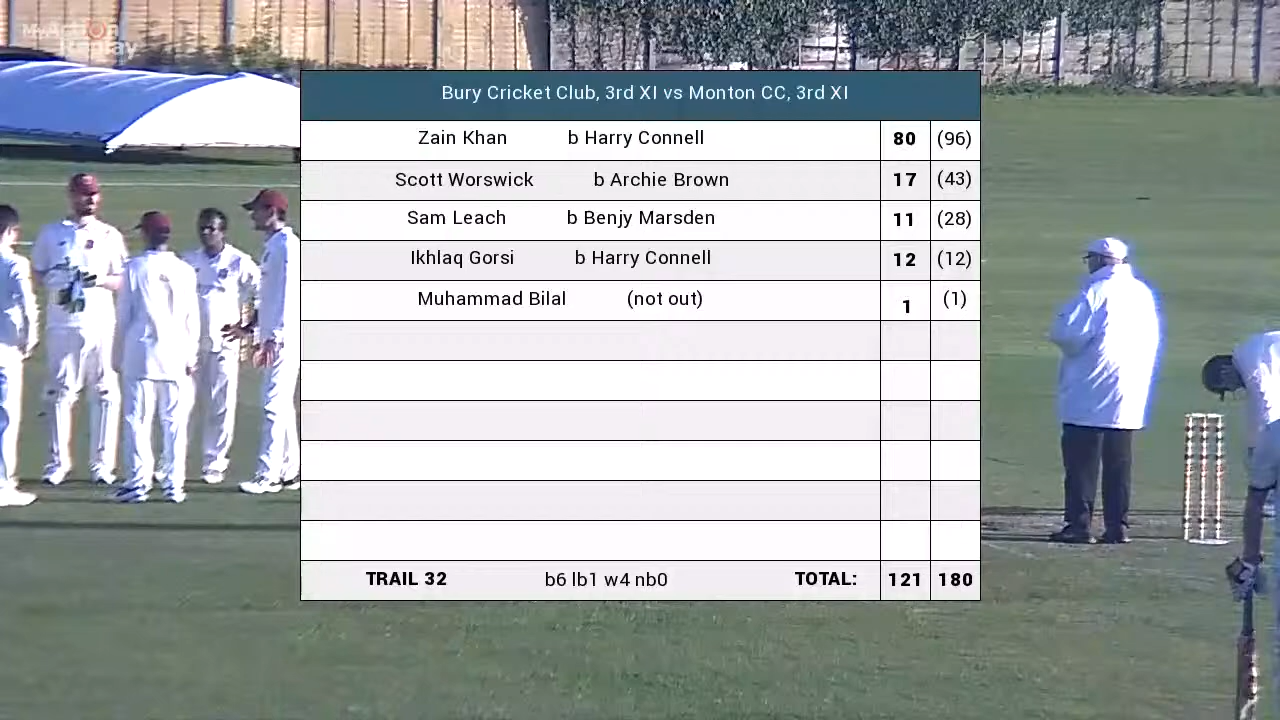 MyAction
Replay
Bury Cricket Club, 3rd XI vs Monton CC, 3rd XI
Zain Khan b Harry Connell 80 (96)
Scott Worswick b Archie Brown 17 (43)
Sam Leach b Benjy Marsden 11 (28)
Ikhlaq Gorsi b Harry Connell 12 (12)
Muhammad Bilal (not out) 1 (1)
TRAIL 32 b6 lb1 w4 nb0 TOTAL: 121 180